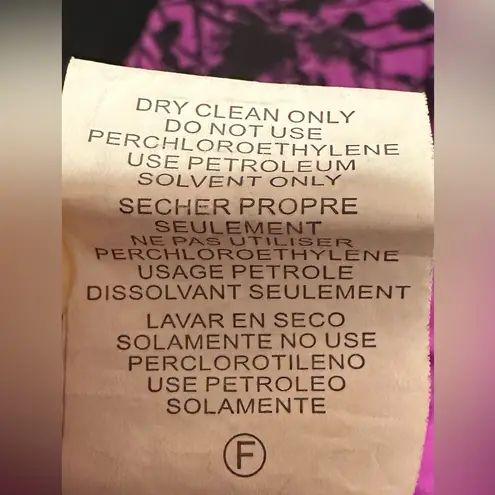 DRY CLEAN ONLY
DO NOT USE
PERCHLOROETHYLENE
USE PETROLEUM
SOLVENT ONLY
SECHER PROPRE
SEULEMENT
NE PAS UTILISER
PERCHLOROETHYLENE
USAGE PETROLE
DISSOLVANT SEULEMENT
LAVAR EN SECO
SOLAMENTE NO USE
PERCLOROTILENO
USE PETROLEO
SOLAMENTE
F